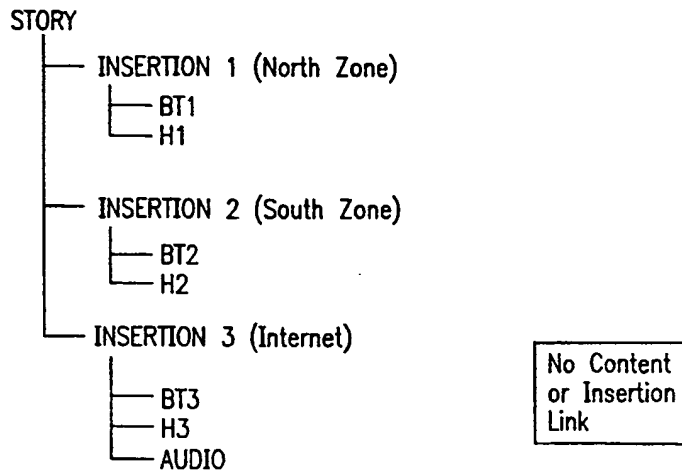 STORY
INSERTION 1 (North Zone)
BT1
H1
INSERTION 2 (South Zone)
BT2
H2
INSERTION 3 (Internet)
BT3
H3
AUDIO
No Content
or Insertion
Link